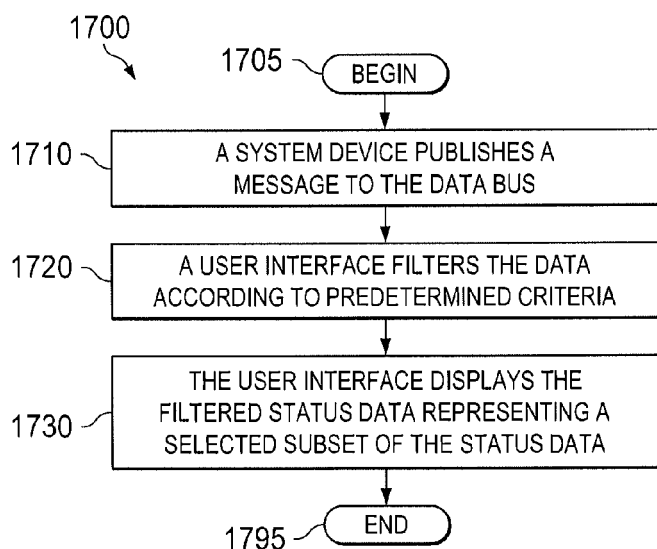 1700
1705
BEGIN
1710
A SYSTEM DEVICE PUBLISHES A
MESSAGE TO THE DATA BUS
1720
A USER INTERFACE FILTERS THE DATA
ACCORDING TO PREDETERMINED CRITERIA
1730
THE USER INTERFACE DISPLAYS THE
FILTERED STATUS DATA REPRESENTING A
SELECTED SUBSET OF THE STATUS DATA
1795
END